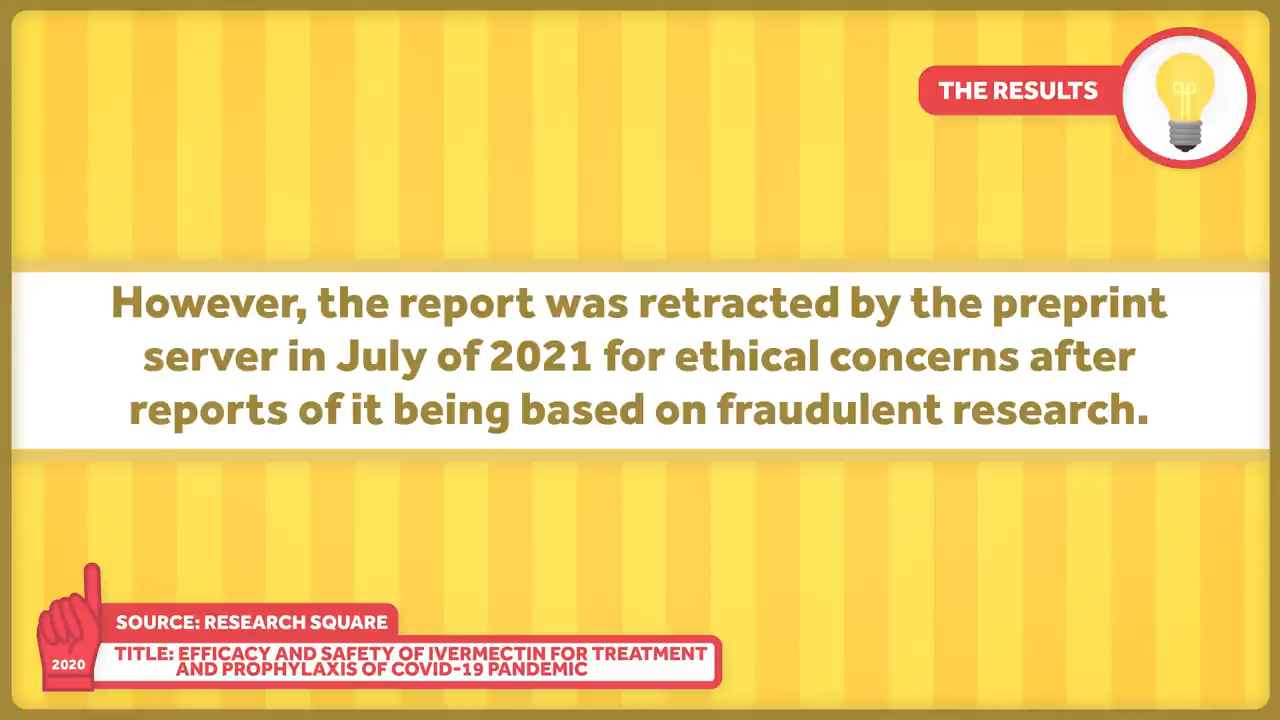 THE RESULTS
However, the report was retracted by the preprint
server in July of 2021 for ethical concerns after
reports of it being based on fraudulent research.
SOURCE: RESEARCH SQUARE
2020
TITLE: EFFICACY AND SAFETY OF IVERMECTIN FOR TREATMENT
AND PROPHYLAXIS OF COVID-19 PANDEMIC